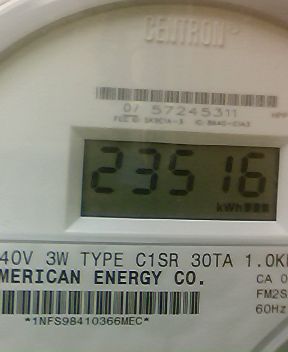 CENTRON
57245311
23516
kWh
40V 3W TYPE C1SR 30TA 1.0K
MERICAN ENERGY CO.
CA 0
FM2S
60Hz
*1NFS98410366MEC*